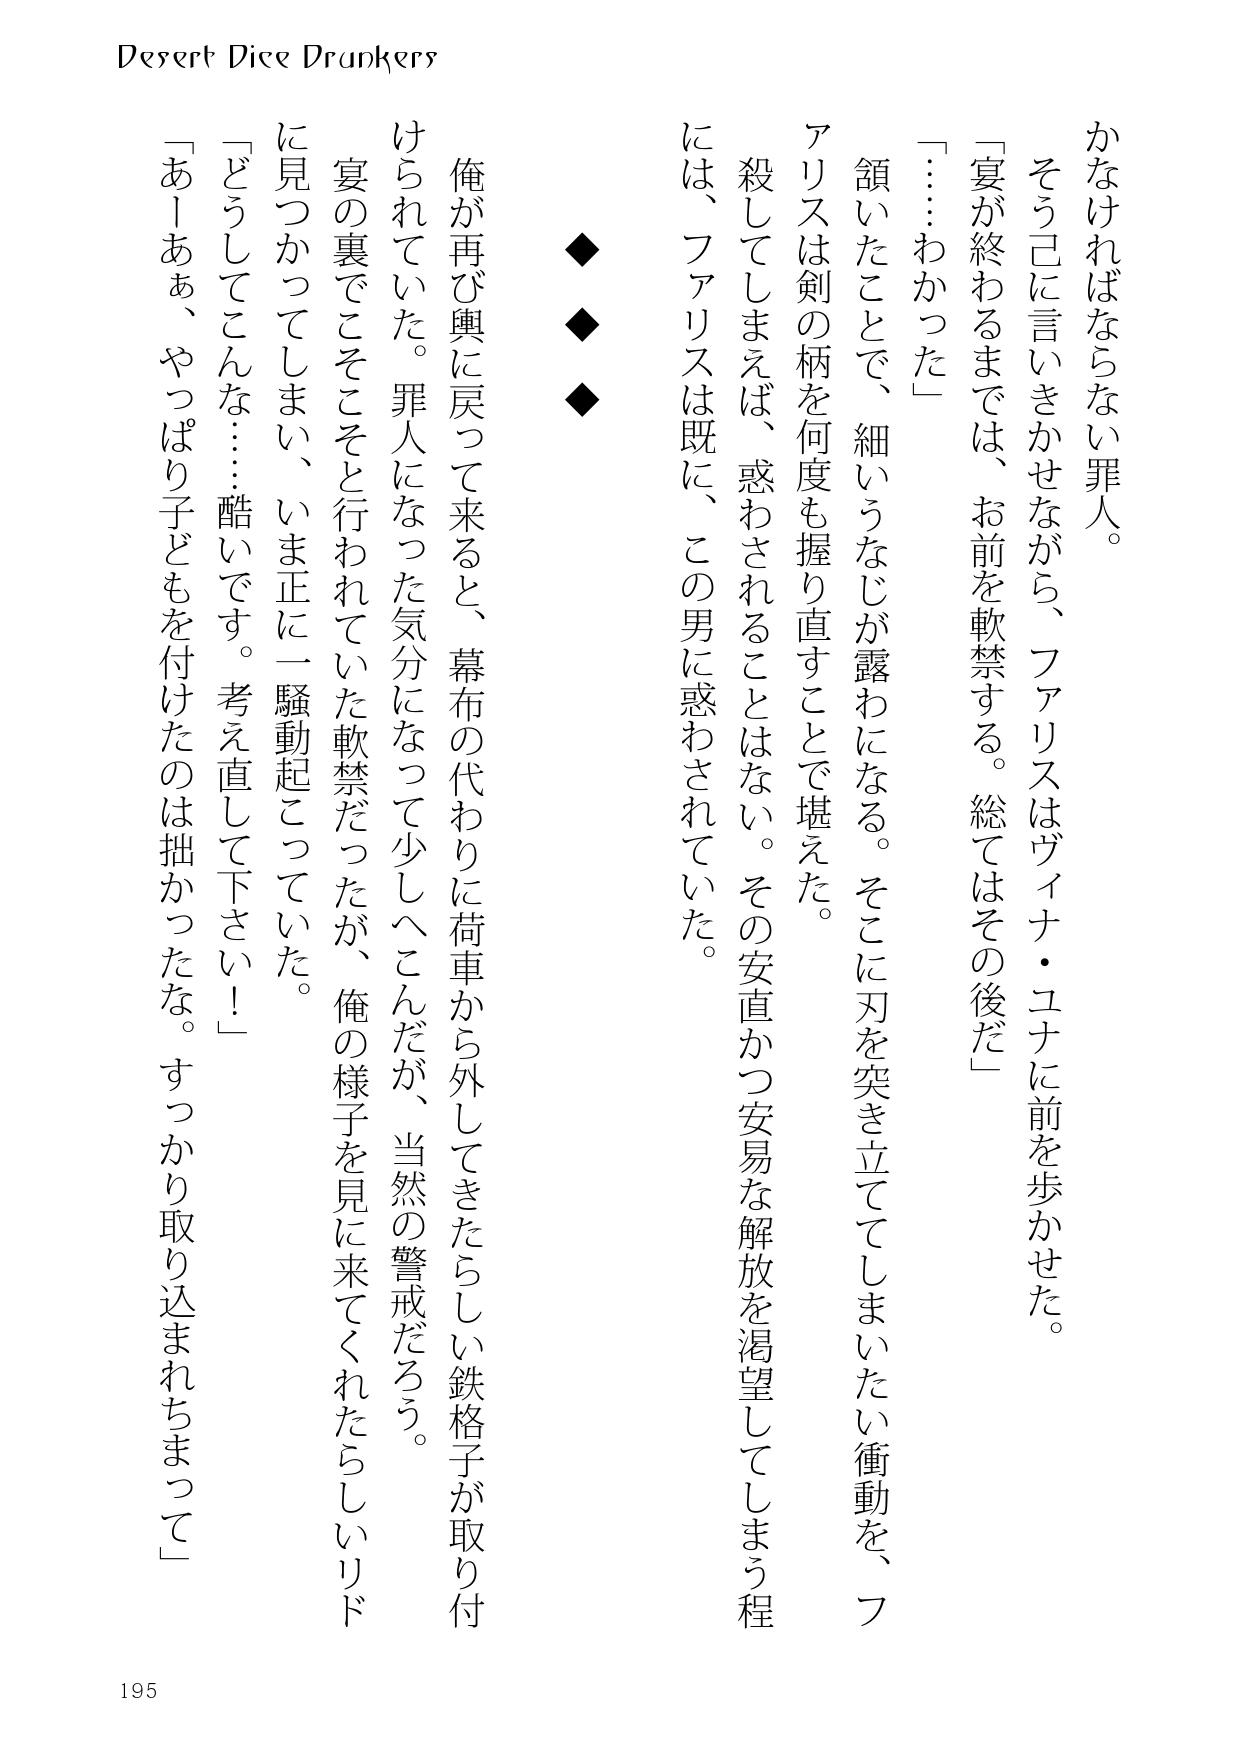 Desert Dice Drunkers
かなければならない罪人。
　そう己に言いきかせながら、ファリスはヴィナ・ユナに前を歩かせた。
「宴が終わるまでは、お前を軟禁する。総てはその後だ」
「……わかった」
　頷いたことで、細いうなじが露わになる。そこに刃を突き立ててしまいたい衝動を、フ
ァリスは剣の柄を何度も握り直すことで堪えた。
　殺してしまえば、惑わされることはない。その安直かつ安易な解放を渇望してしまう程
には、ファリスは既に、この男に惑わされていた。
◆　◆　◆
　俺が再び輿に戻って来ると、幕布の代わりに荷車から外してきたらしい鉄格子が取り付
けられていた。罪人になった気分になって少しへこんだが、当然の警戒だろう。
　宴の裏でこそこそと行われていた軟禁だったが、俺の様子を見に来てくれたらしいリド
に見つかってしまい、いま正に一騒動起こっていた。
「どうしてこんな……酷いです。考え直して下さい！」
「あーあぁ、やっぱり子どもを付けたのは拙かったな。すっかり取り込まれちまって」
195